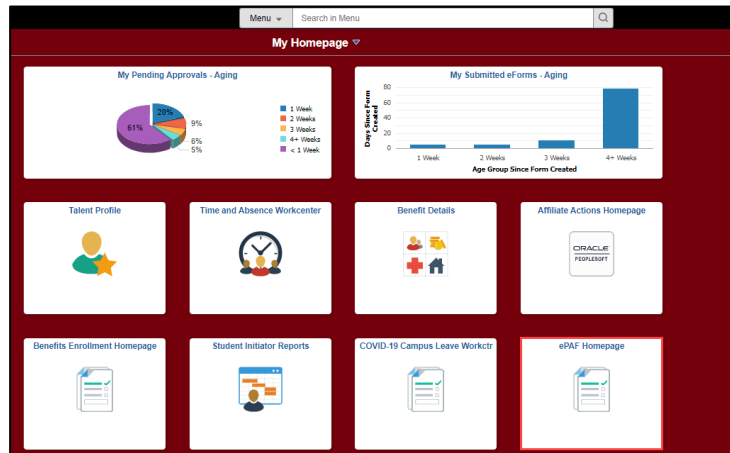 Menu
Search in Menu
My Homepage
My Pending Approvals - Aging
20%
9%
61%
6%
5%
1 Week
2 Weeks
3 Weeks
4+ Weeks
< 1 Week
My Submitted eForms - Aging
Days Since Form
Created
80
60
40
20
0
1 Week
2 Weeks
3 Weeks
4+ Weeks
Age Group Since Form Created
Talent Profile
Time and Absence Workcenter
Benefit Details
Affiliate Actions Homepage
ORACLE
PEOPLESOFT
Benefits Enrollment Homepage
Student Initiator Reports
COVID-19 Campus Leave Workctr
ePAF Homepage